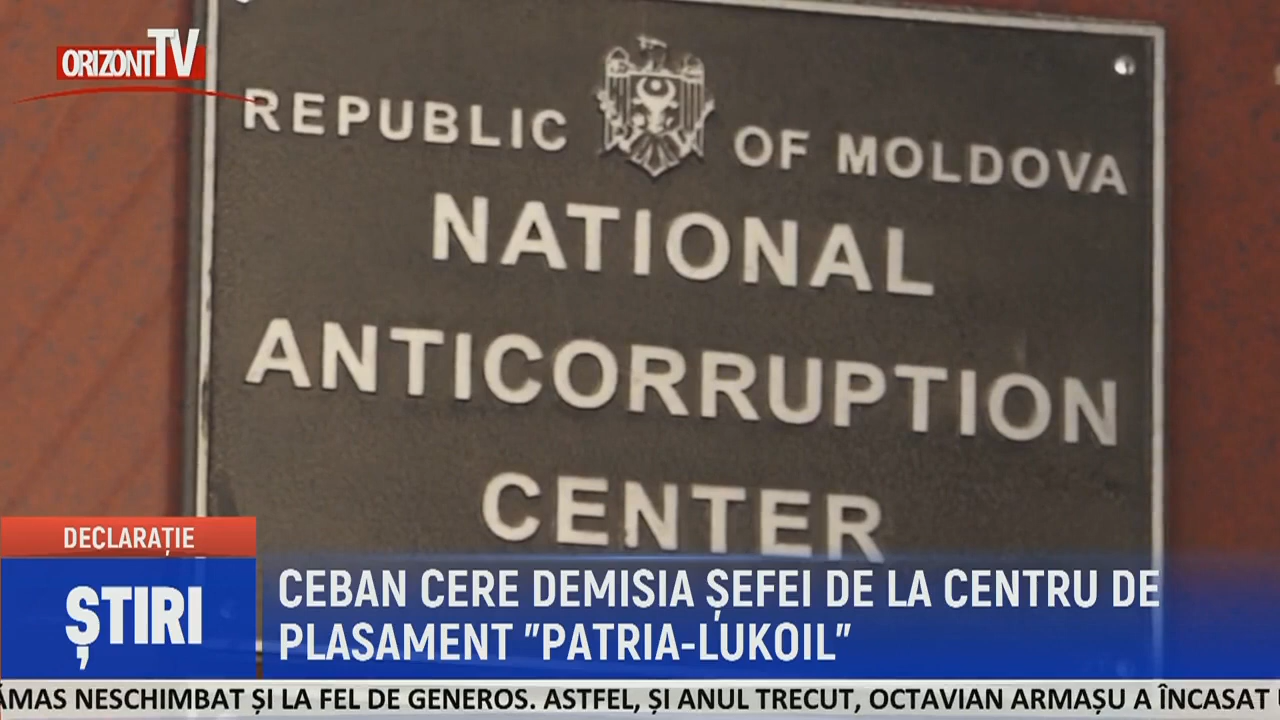 ORIZONT TV
REPUBLIC OF MOLDOVA
NATIONAL
ANTICORRUPTION
CENTER
DECLARAȚIE
ȘTIRI
CEBAN CERE DEMISIA ȘEFEI DE LA CENTRU DE
PLASAMENT "PATRIA-LUKOIL"
NESCHIMBAT ȘI LA FEL DE GENEROS. ASTFEL, ȘI ANUL TRECUT, OCTAVIAN ARMAȘU A ÎNCASAT